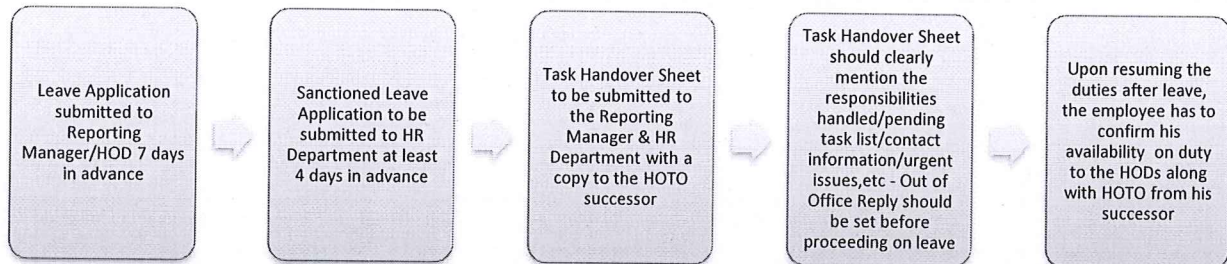 Leave Application
submitted to
Reporting
Manager/HOD 7 days
in advance
Sanctioned Leave
Application to be
submitted to HR
Department at least
4 days in advance
Task Handover Sheet
to be submitted to
the Reporting
Manager & HR
Department with a
copy to the HOTO
successor
Task Handover Sheet
should clearly
mention the
responsibilities
handled/pending
task list/contact
information/urgent
issues,etc - Out of
Office Reply should
be set before
proceeding on leave
Upon resuming the
duties after leave,
the employee has to
confirm his
availability on duty
to the HODs along
with HOTO from his
successor